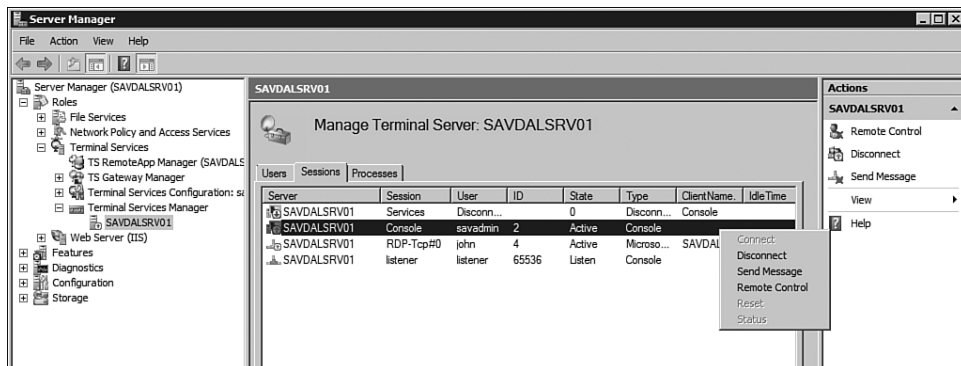 Server Manager
File Action View Help
Server Manager (SAVDALSRV01)
Roles
File Services
Network Policy and Access Services
Terminal Services
TS RemoteApp Manager (SAVDALS
TS Gateway Manager
Terminal Services Configuration: sa
Terminal Services Manager
SAVDALSRV01
Web Server (IIS)
Features
Diagnostics
Configuration
Storage
SAVDALSRV01
Manage Terminal Server: SAVDALSRV01
Users Sessions Processes
Server Session User ID State Type ClientName. IdleTime
SAVDALSRV01 Services Disconn... 0 Disconn... Console
SAVDALSRV01 Console savadmin 2 Active Console
SAVDALSRV01 RDP-Tcp#0 john 4 Active Microso... SAVDAL
SAVDALSRV01 listener listener 65536 Listen Console
Connect
Disconnect
Send Message
Remote Control
Reset
Status
Actions
SAVDALSRV01
Remote Control
Disconnect
Send Message
View
Help